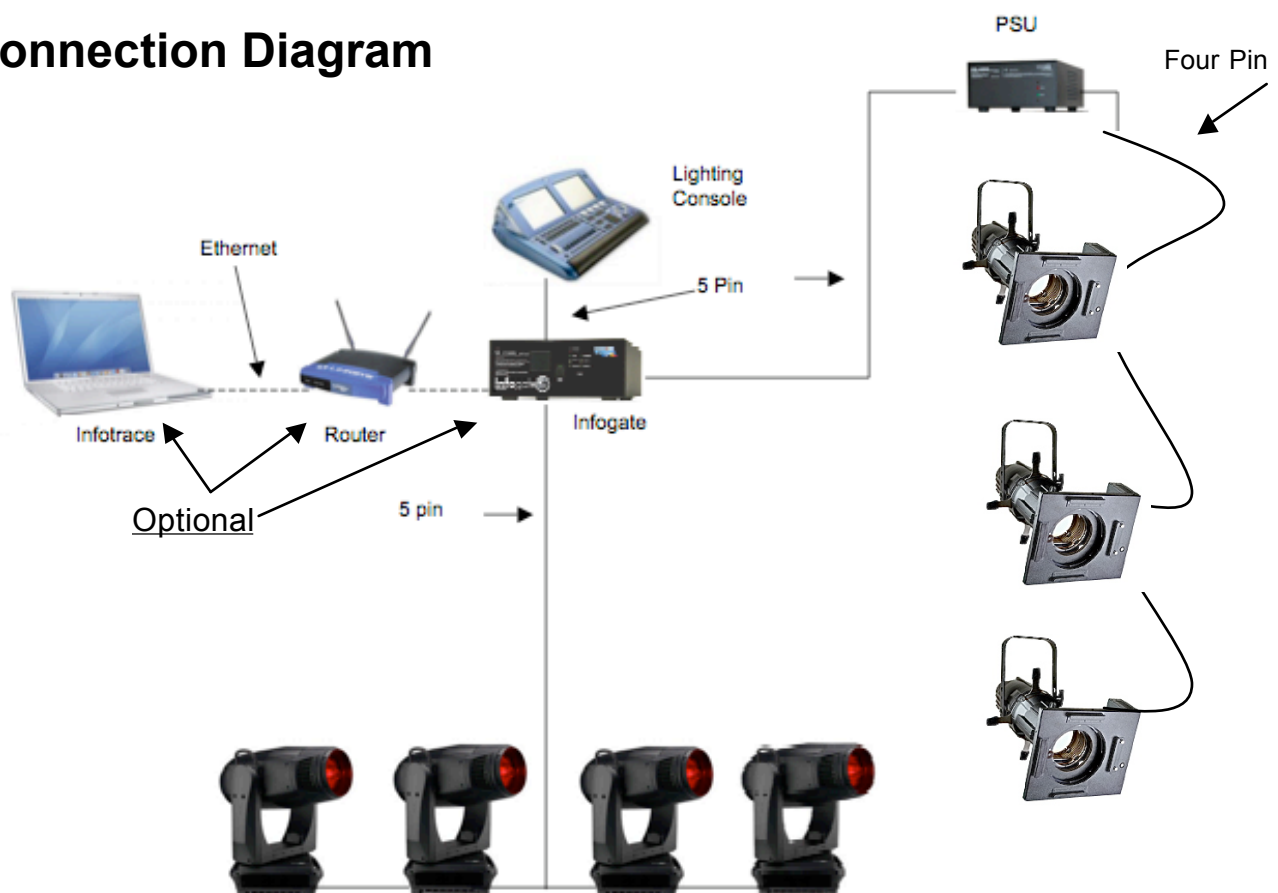 onnection Diagram
PSU
Four Pin
Lighting
Console
Ethernet
5 Pin
Infotrace
Router
Infogate
Optional
5 pin